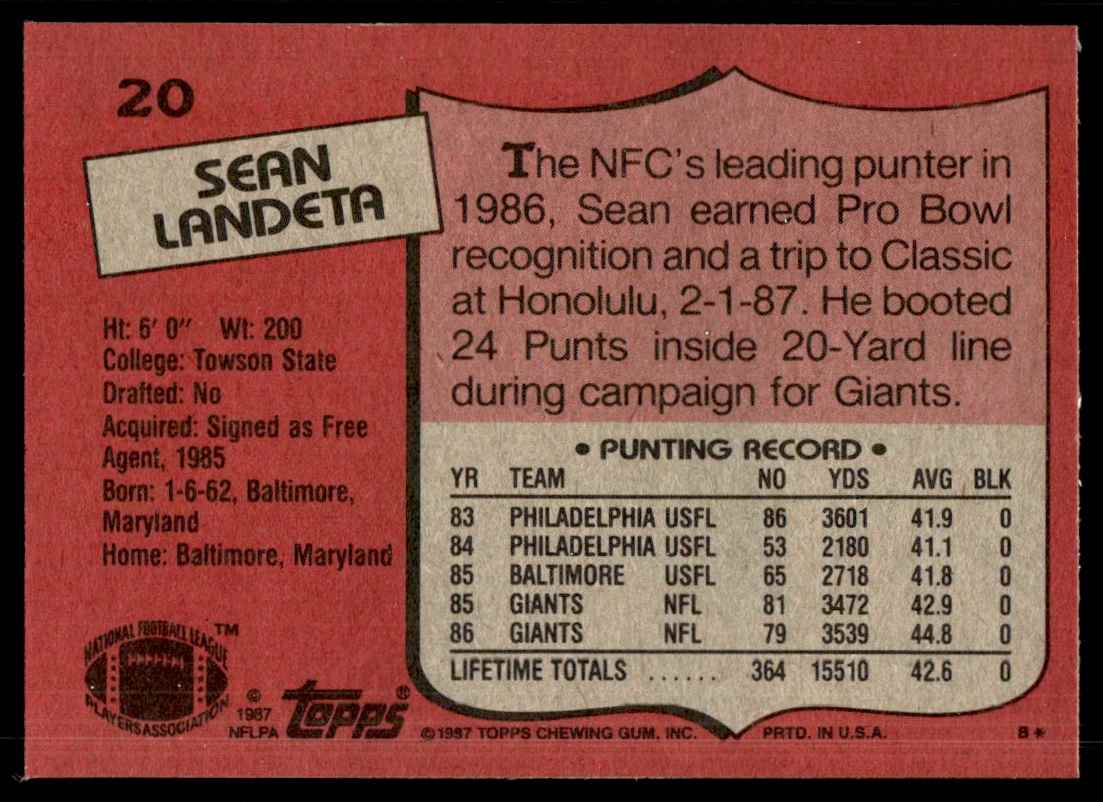 20
SEAN
LANDETA
Ht: 6' 0" Wt: 200
College: Towson State
Drafted: No
Acquired: Signed as Free
Agent, 1985
Born: 1-6-62, Baltimore,
Maryland
Home: Baltimore, Maryland
The NFC's leading punter in
1986, Sean earned Pro Bowl
recognition and a trip to Classic
at Honolulu, 2-1-87. He booted
24 Punts inside 20-Yard line
during campaign for Giants.
• PUNTING RECORD •
YR TEAM NO YDS AVG BLK
83 PHILADELPHIA USFL 86 3601 41.9 0
84 PHILADELPHIA USFL 53 2180 41.1 0
85 BALTIMORE USFL 65 2718 41.8 0
85 GIANTS NFL 81 3472 42.9 0
86 GIANTS NFL 79 3539 44.8 0
LIFETIME TOTALS ...... 364 15510 42.6 0
NATIONAL FOOTBALL LEAGUE ™
PLAYERS ASSOCIATION
© 1987 NFLPA
topps ®
© 1987 TOPPS CHEWING GUM, INC. PRTD. IN U.S.A. B*